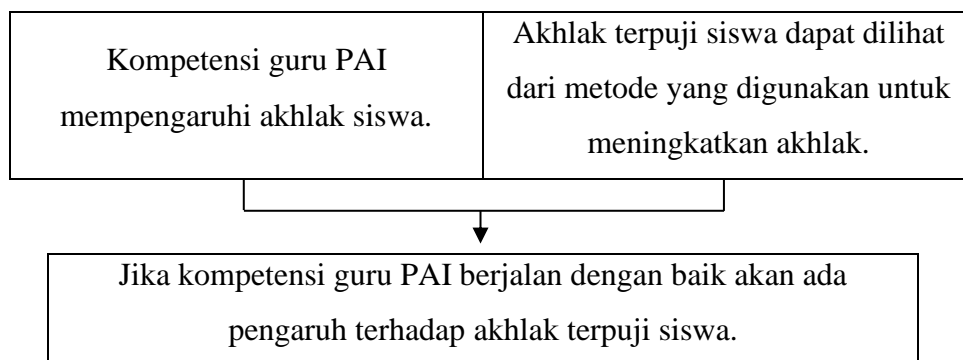 Kompetensi guru PAI
mempengaruhi akhlak siswa.
Akhlak terpuji siswa dapat dilihat
dari metode yang digunakan untuk
meningkatkan akhlak.
Jika kompetensi guru PAI berjalan dengan baik akan ada
pengaruh terhadap akhlak terpuji siswa.